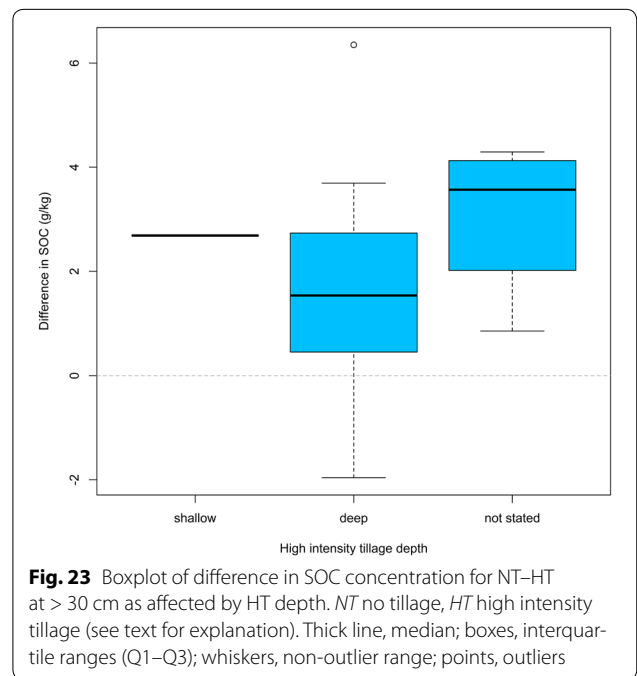 6
4
2
0
-2
Difference in SOC (g/kg)
shallow deep not stated
High intensity tillage depth
Fig. 23 Boxplot of difference in SOC concentration for NT–HT
at > 30 cm as affected by HT depth. NT no tillage, HT high intensity
tillage (see text for explanation). Thick line, median; boxes, interquar-
tile ranges (Q1–Q3); whiskers, non-outlier range; points, outliers